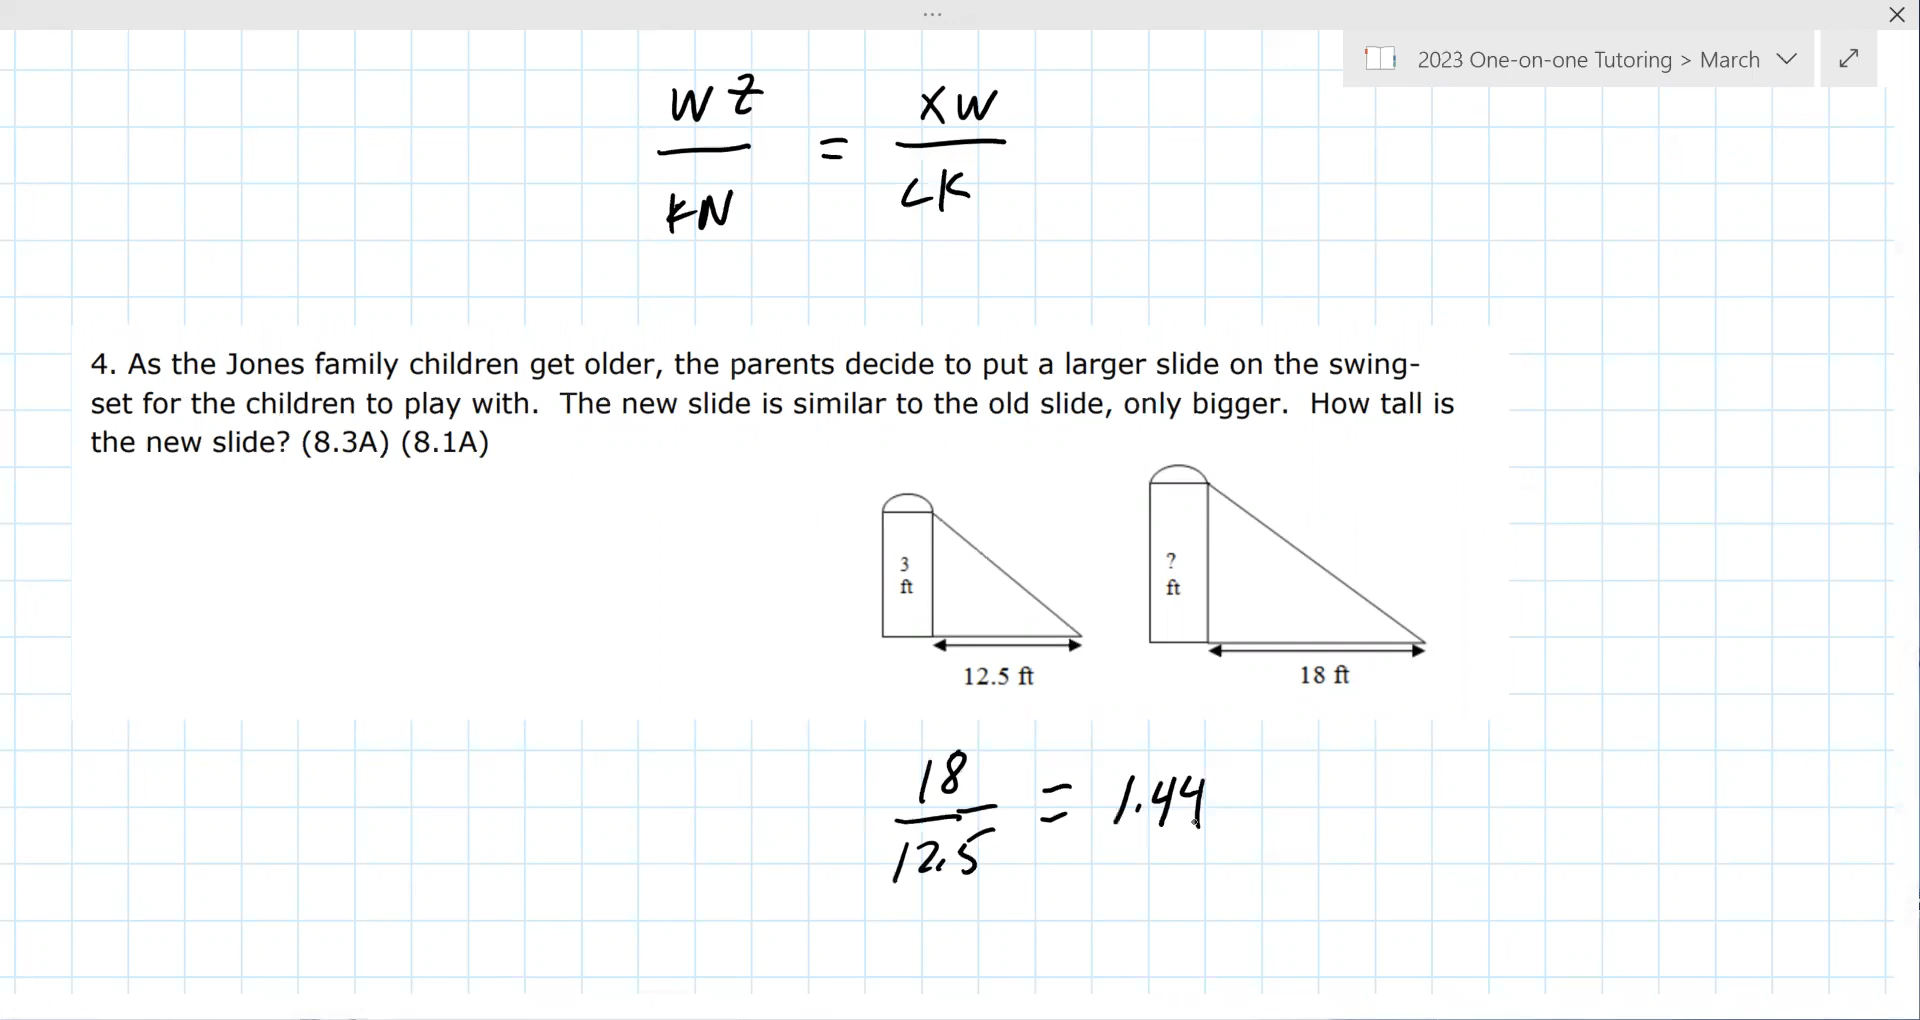 ...
2023 One-on-one Tutoring > March
WZ = XW
KN LK
4. As the Jones family children get older, the parents decide to put a larger slide on the swing-
set for the children to play with.  The new slide is similar to the old slide, only bigger.  How tall is
the new slide? (8.3A) (8.1A)
3
ft
12.5 ft
?
ft
18 ft
18
12.5
= 1.44